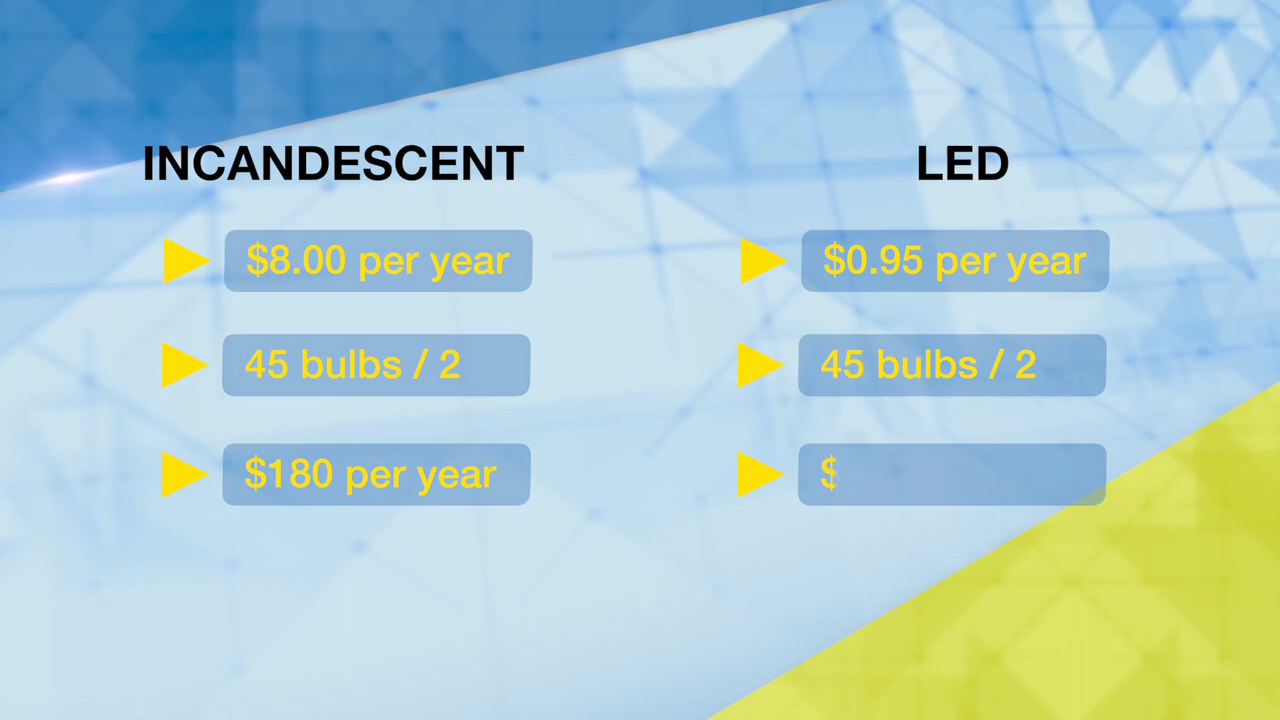 INCANDESCENT
$8.00 per year
45 bulbs / 2
$180 per year
LED
$0.95 per year
45 bulbs / 2
$